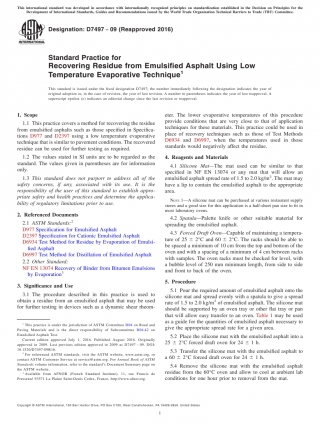 This international standard was developed in accordance with internationally recognized principles on standardization established in the Decision on Principles for the
Development of International Standards, Guides and Recommendations issued by the World Trade Organization Technical Barriers to Trade (TBT) Committee.
Designation: D7497 − 09 (Reapproved 2016)
INTERNATIONAL
Standard Practice for
Recovering Residue from Emulsified Asphalt Using Low
Temperature Evaporative Technique¹
This standard is issued under the fixed designation D7497; the number immediately following the designation indicates the year of
original adoption or, in the case of revision, the year of last revision. A number in parentheses indicates the year of last reapproval. A
superscript epsilon (ε) indicates an editorial change since the last revision or reapproval.
1. Scope
1.1 This practice covers a method for recovering the residue
from emulsified asphalts such as those specified in Specifica-
tions D977 and D2397 using a low temperature evaporative
technique that is similar to pavement conditions. The recovered
residue can be used for further testing as required.
1.2 The values stated in SI units are to be regarded as the
standard. The values given in parentheses are for information
only.
1.3 This standard does not purport to address all of the
safety concerns, if any, associated with its use. It is the
responsibility of the user of this standard to establish appro-
priate safety and health practices and determine the applica-
bility of regulatory limitations prior to use.
2. Referenced Documents
2.1 ASTM Standards:²
D977 Specification for Emulsified Asphalt
D2397 Specification for Cationic Emulsified Asphalt
D6934 Test Method for Residue by Evaporation of Emulsi-
fied Asphalt
D6997 Test Method for Distillation of Emulsified Asphalt
2.2 Other Standard:
NF EN 13074 Recovery of Binder from Bitumen Emulsions
by Evaporation³
3. Significance and Use
3.1 The procedure described in this practice is used to
obtain a residue from an emulsified asphalt that may be used
for further testing in devices such as a dynamic shear rheom-
¹ This practice is under the jurisdiction of ASTM Committee D04 on Road and
Paving Materials and is the direct responsibility of Subcommittee D04.42 on
Emulsified Asphalt Test.
Current edition approved July 1, 2016. Published August 2016. Originally
approved in 2009. Last previous edition approved in 2009 as D7497 – 09. DOI:
² For referenced ASTM standards, visit the ASTM website, www.astm.org, or
contact ASTM Customer Service at service@astm.org. For Annual Book of ASTM
Standards volume information, refer to the standard's Document Summary page on
the ASTM website.
eter. The lower evaporative temperatures of this procedure
provide conditions that are very close to that of application
techniques for these materials. This practice could be used in
place of recovery techniques such as those of Test Methods
D6934 and D6997, when the temperatures used in those
standards would negatively affect the residue.
4. Reagents and Materials
4.1 Silicone Mat—The mat used can be similar to that
specified in NF EN 13074 or any mat that will allow an
emulsified asphalt spread rate of 1.5 to 2.0 kg/m². The mat may
have a lip to contain the emulsified asphalt to the appropriate
area.
NOTE 1—A silicone mat can be purchased at various restaurant supply
stores and a good size for this application is a half-sheet pan size to fit in
most laboratory ovens.
4.2 Spatula—Palette knife or other suitable material for
spreading the emulsified asphalt.
4.3 Forced Draft Oven—Capable of maintaining a tempera-
ture of 25 ± 2°C and 60 ± 2°C. The racks should be able to
be spaced a minimum of 10 cm from the top and bottom of the
oven and with a spacing of a minimum of 4 cm between racks
with samples. The oven racks must be checked for level, with
a bubble level of 250 mm minimum length, from side to side
and front to back of the oven.
5. Procedure
5.1 Pour the required amount of emulsified asphalt onto the
silicone mat and spread evenly with a spatula to give a spread
rate of 1.5 to 2.0 kg/m² of emulsified asphalt. The silicone mat
should be supported by an oven tray or other flat tray or pan
that will allow easy transfer to an oven. Table 1 may be used
as a guide for the quantities of emulsified asphalt necessary to
give the appropriate spread rate for a given area.
5.2 Place the silicone mat with the emulsified asphalt into a
25 ± 2°C forced draft oven for 24 ± 1 h.
5.3 Transfer the silicone mat with the emulsified asphalt to
a 60 ± 2°C forced draft oven for 24 ± 1 h.
5.4 Remove the silicone mat with the emulsified asphalt
residue from the 60°C oven and allow to cool at ambient lab
conditions for one hour prior to removal from the mat.
Copyright © ASTM International, 100 Barr Harbor Drive, PO Box C700, West Conshohocken, PA 19428-2959. United States
1